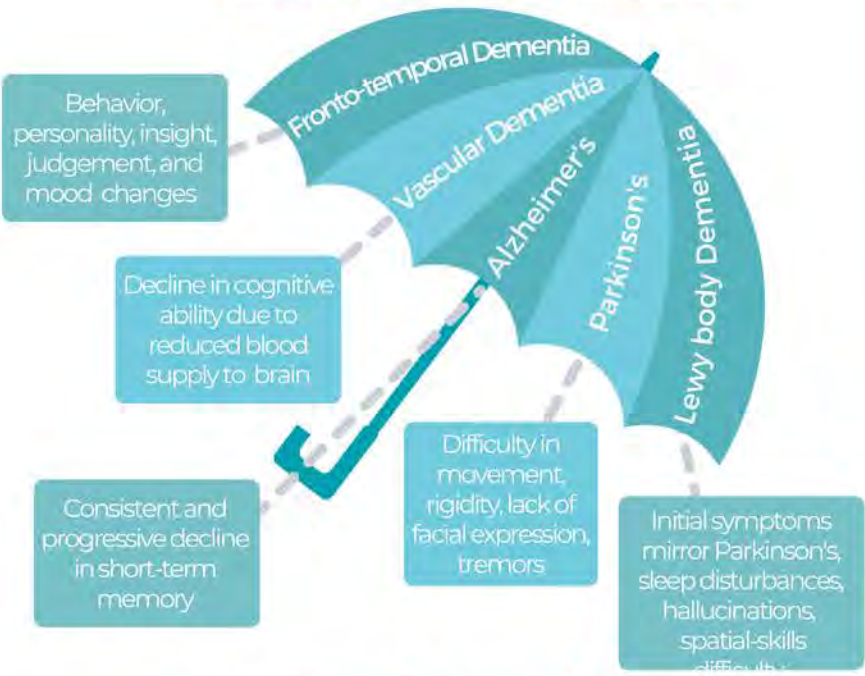 Fronto-temporal Dementia
Vascular Dementia
Alzheimer's
Parkinson's
Lewy body Dementia
Behavior,
personality, insight,
judgement, and
mood changes
Decline in cognitive
ability due to
reduced blood
supply to brain
Consistent and
progressive decline
in short-term
memory
Difficulty in
movement,
rigidity, lack of
facial expression,
tremors
Initial symptoms
mirror Parkinson's,
sleep disturbances,
hallucinations,
spatial-skills
difficulty